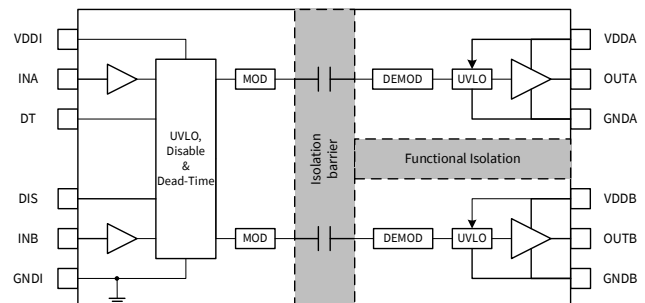 VDDI
VDDA
INA
MOD
DEMOD
UVLO
OUTA
DT
GNDA
UVLO,
Disable
&
Dead-Time
Isolation
barrier
Functional Isolation
DIS
VDDB
INB
MOD
DEMOD
UVLO
OUTB
GNDI
GNDB